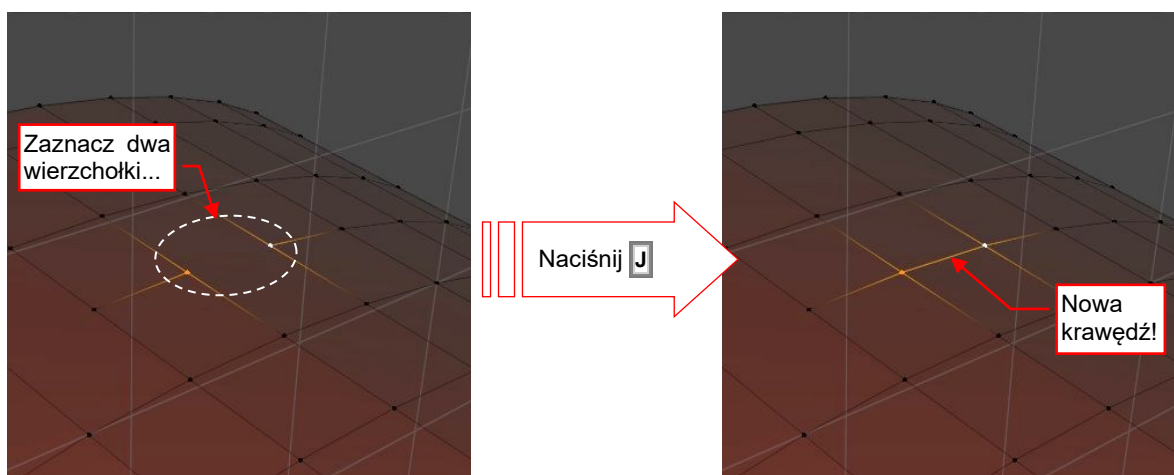 Zaznacz dwa
wierzchołki...
Naciśnij J
Nowa
krawędź!